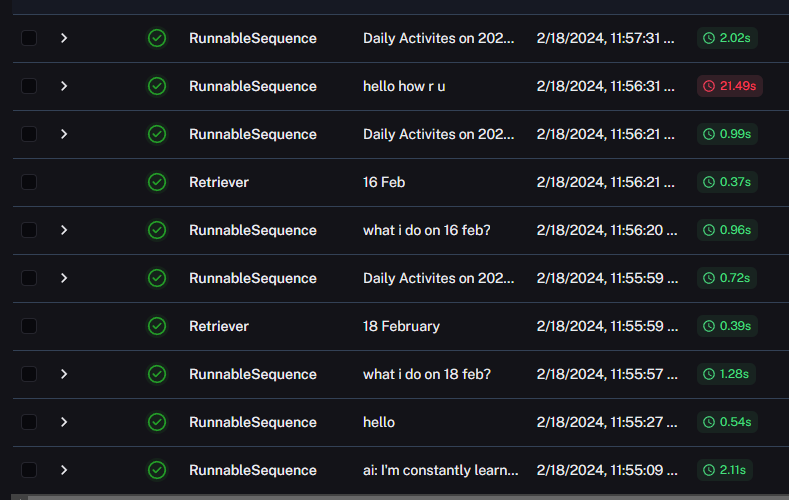 RunnableSequence Daily Activites on 202... 2/18/2024, 11:57:31 ... 2.02s
RunnableSequence hello how r u 2/18/2024, 11:56:31 ... 21.49s
RunnableSequence Daily Activites on 202... 2/18/2024, 11:56:21 ... 0.99s
Retriever 16 Feb 2/18/2024, 11:56:21 ... 0.37s
RunnableSequence what i do on 16 feb? 2/18/2024, 11:56:20 ... 0.96s
RunnableSequence Daily Activites on 202... 2/18/2024, 11:55:59 ... 0.72s
Retriever 18 February 2/18/2024, 11:55:59 ... 0.39s
RunnableSequence what i do on 18 feb? 2/18/2024, 11:55:57 ... 1.28s
RunnableSequence hello 2/18/2024, 11:55:27 ... 0.54s
RunnableSequence ai: I'm constantly learn... 2/18/2024, 11:55:09 ... 2.11s